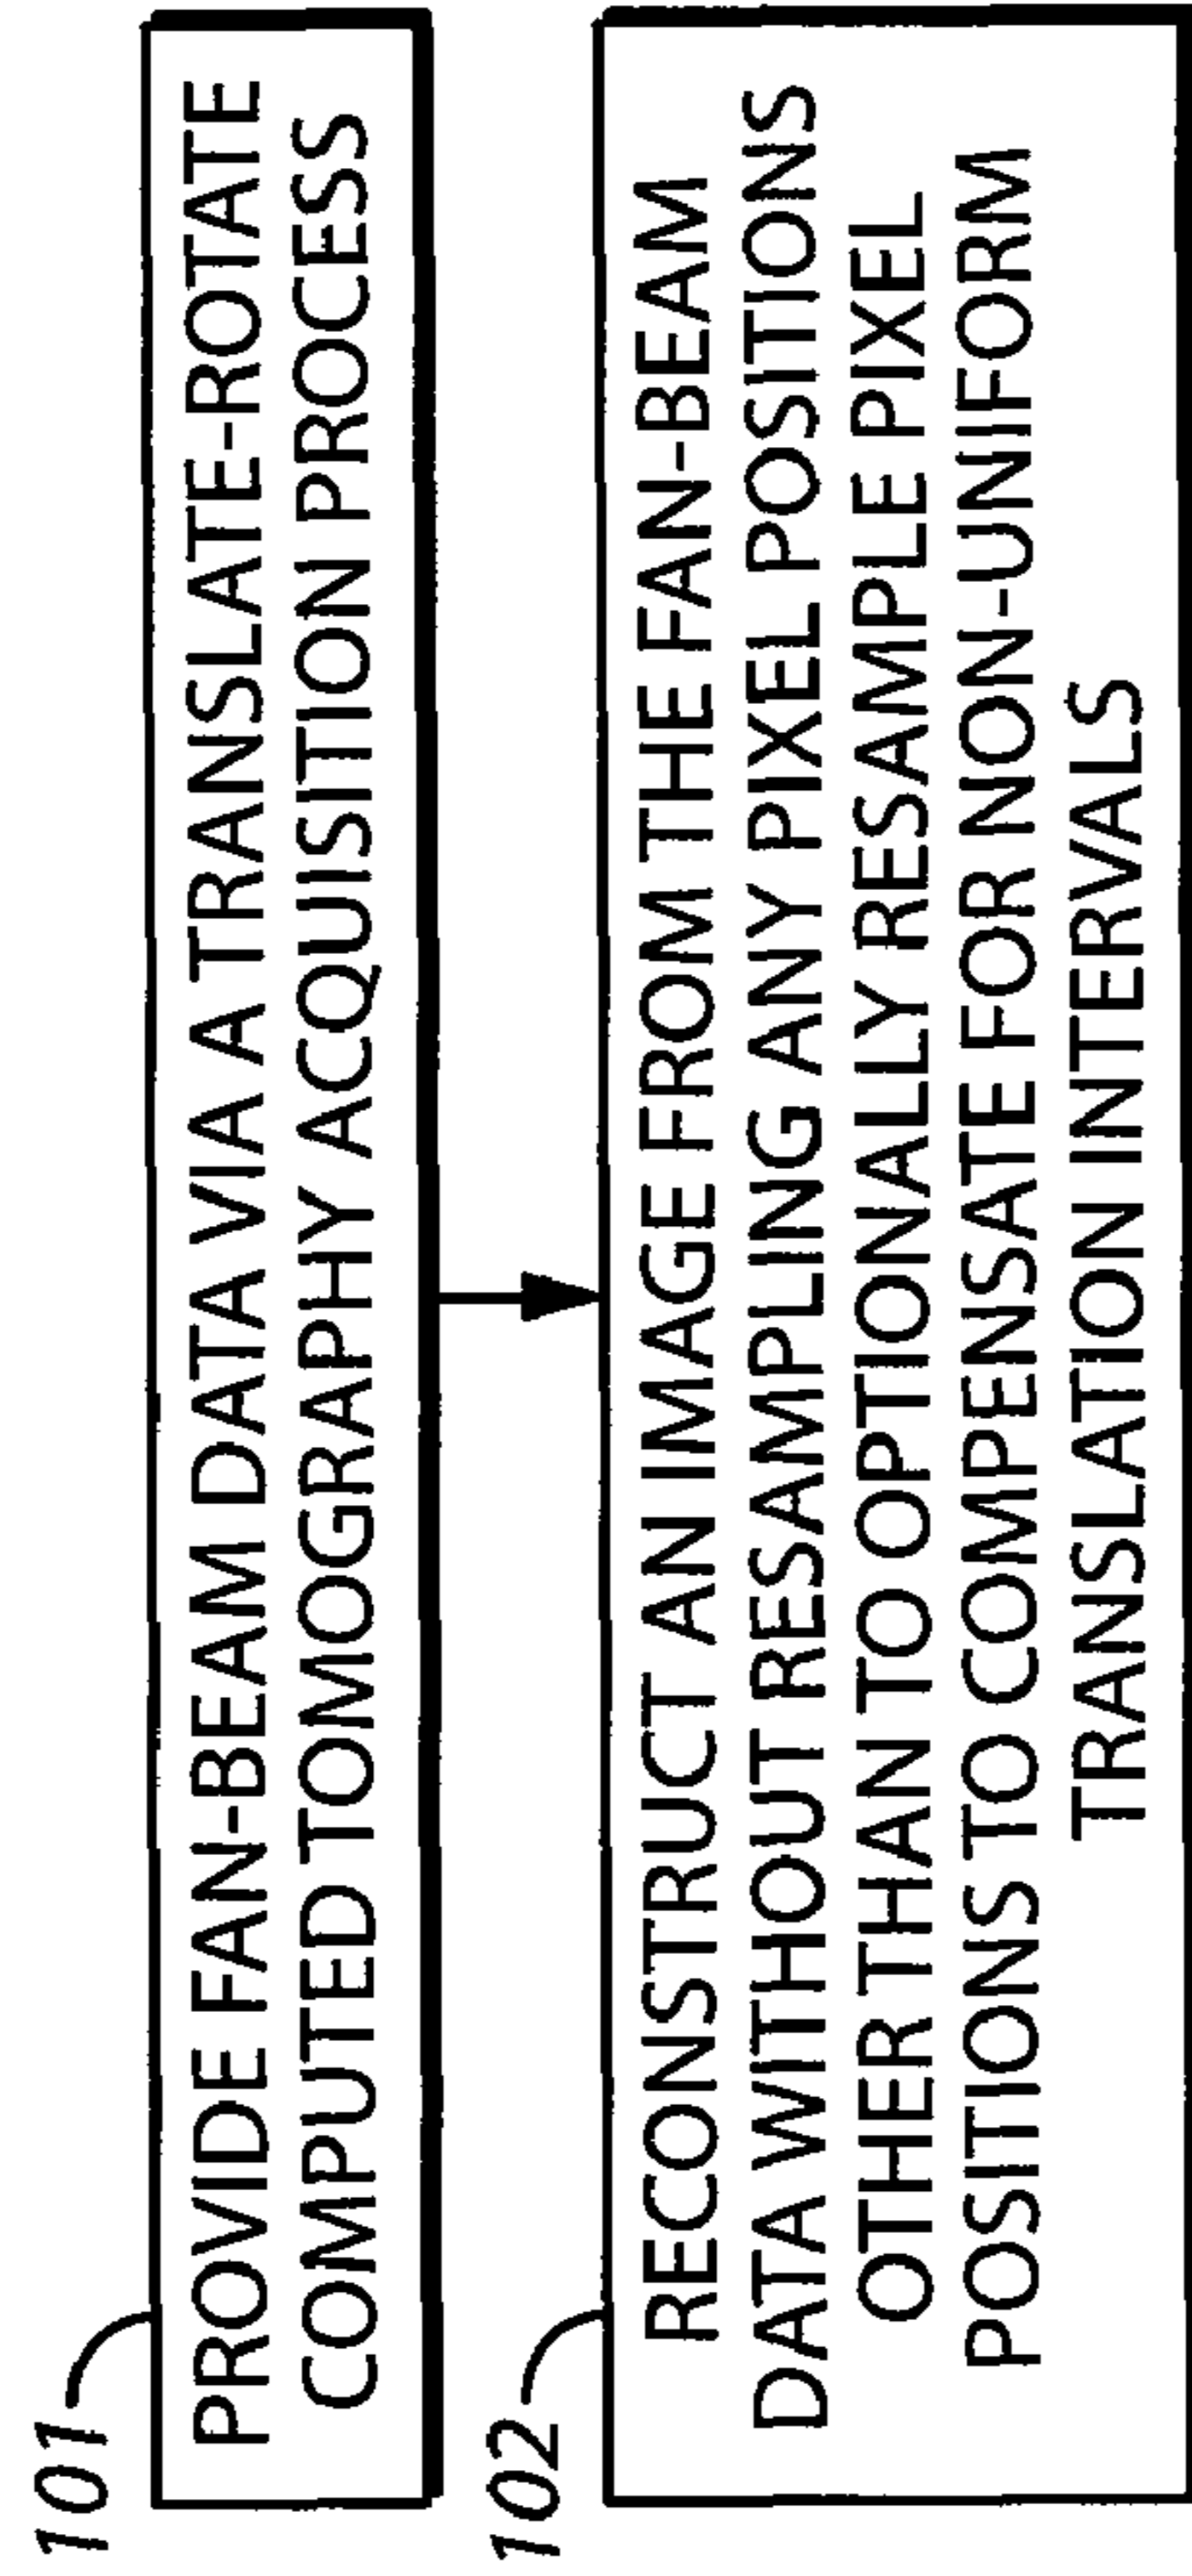 101
PROVIDE FAN-BEAM DATA VIA A TRANSLATE-ROTATE
COMPUTED TOMOGRAPHY ACQUISITION PROCESS
102
RECONSTRUCT AN IMAGE FROM THE FAN-BEAM
DATA WITHOUT RESAMPLING ANY PIXEL POSITIONS
OTHER THAN TO OPTIONALLY RESAMPLE PIXEL
POSITIONS TO COMPENSATE FOR NON-UNIFORM
TRANSLATION INTERVALS